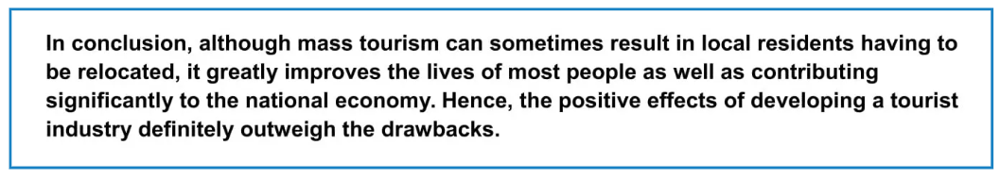 In conclusion, although mass tourism can sometimes result in local residents having to
be relocated, it greatly improves the lives of most people as well as contributing
significantly to the national economy. Hence, the positive effects of developing a tourist
industry definitely outweigh the drawbacks.